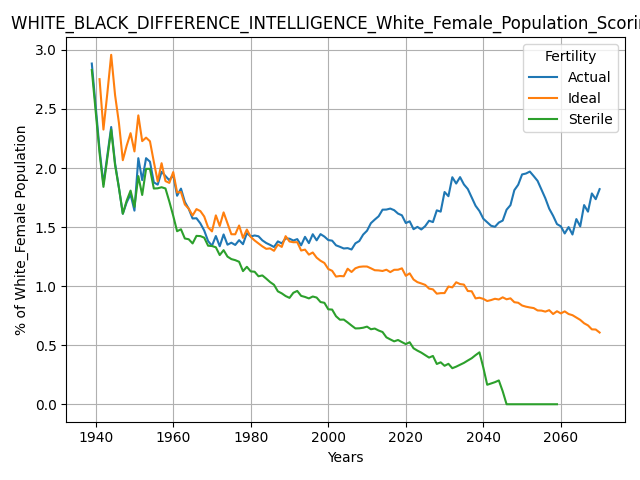 WHITE_BLACK_DIFFERENCE_INTELLIGENCE_White_Female_Population_Scorin
Fertility
Actual
Ideal
Sterile
% of White_Female Population
3.0
2.5
2.0
1.5
1.0
0.5
0.0
1940 1960 1980 2000 2020 2040 2060
Years